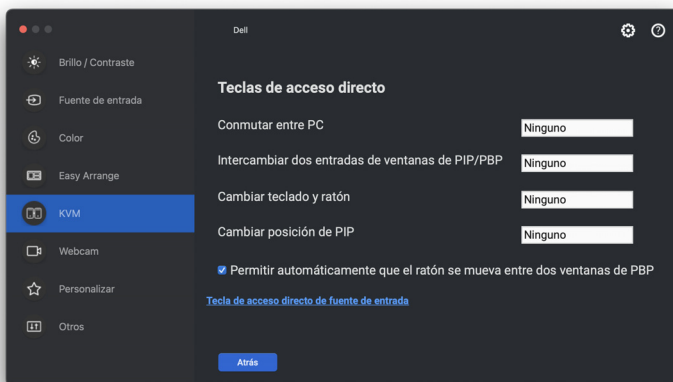 Dell
Brillo / Contraste
Fuente de entrada
Color
Easy Arrange
KVM
Webcam
Personalizar
Otros
Teclas de acceso directo
Conmutar entre PC
Ninguno
Intercambiar dos entradas de ventanas de PIP/PBP
Ninguno
Cambiar teclado y ratón
Ninguno
Cambiar posición de PIP
Ninguno
Permitir automáticamente que el ratón se mueva entre dos ventanas de PBP
Tecla de acceso directo de fuente de entrada
Atrás